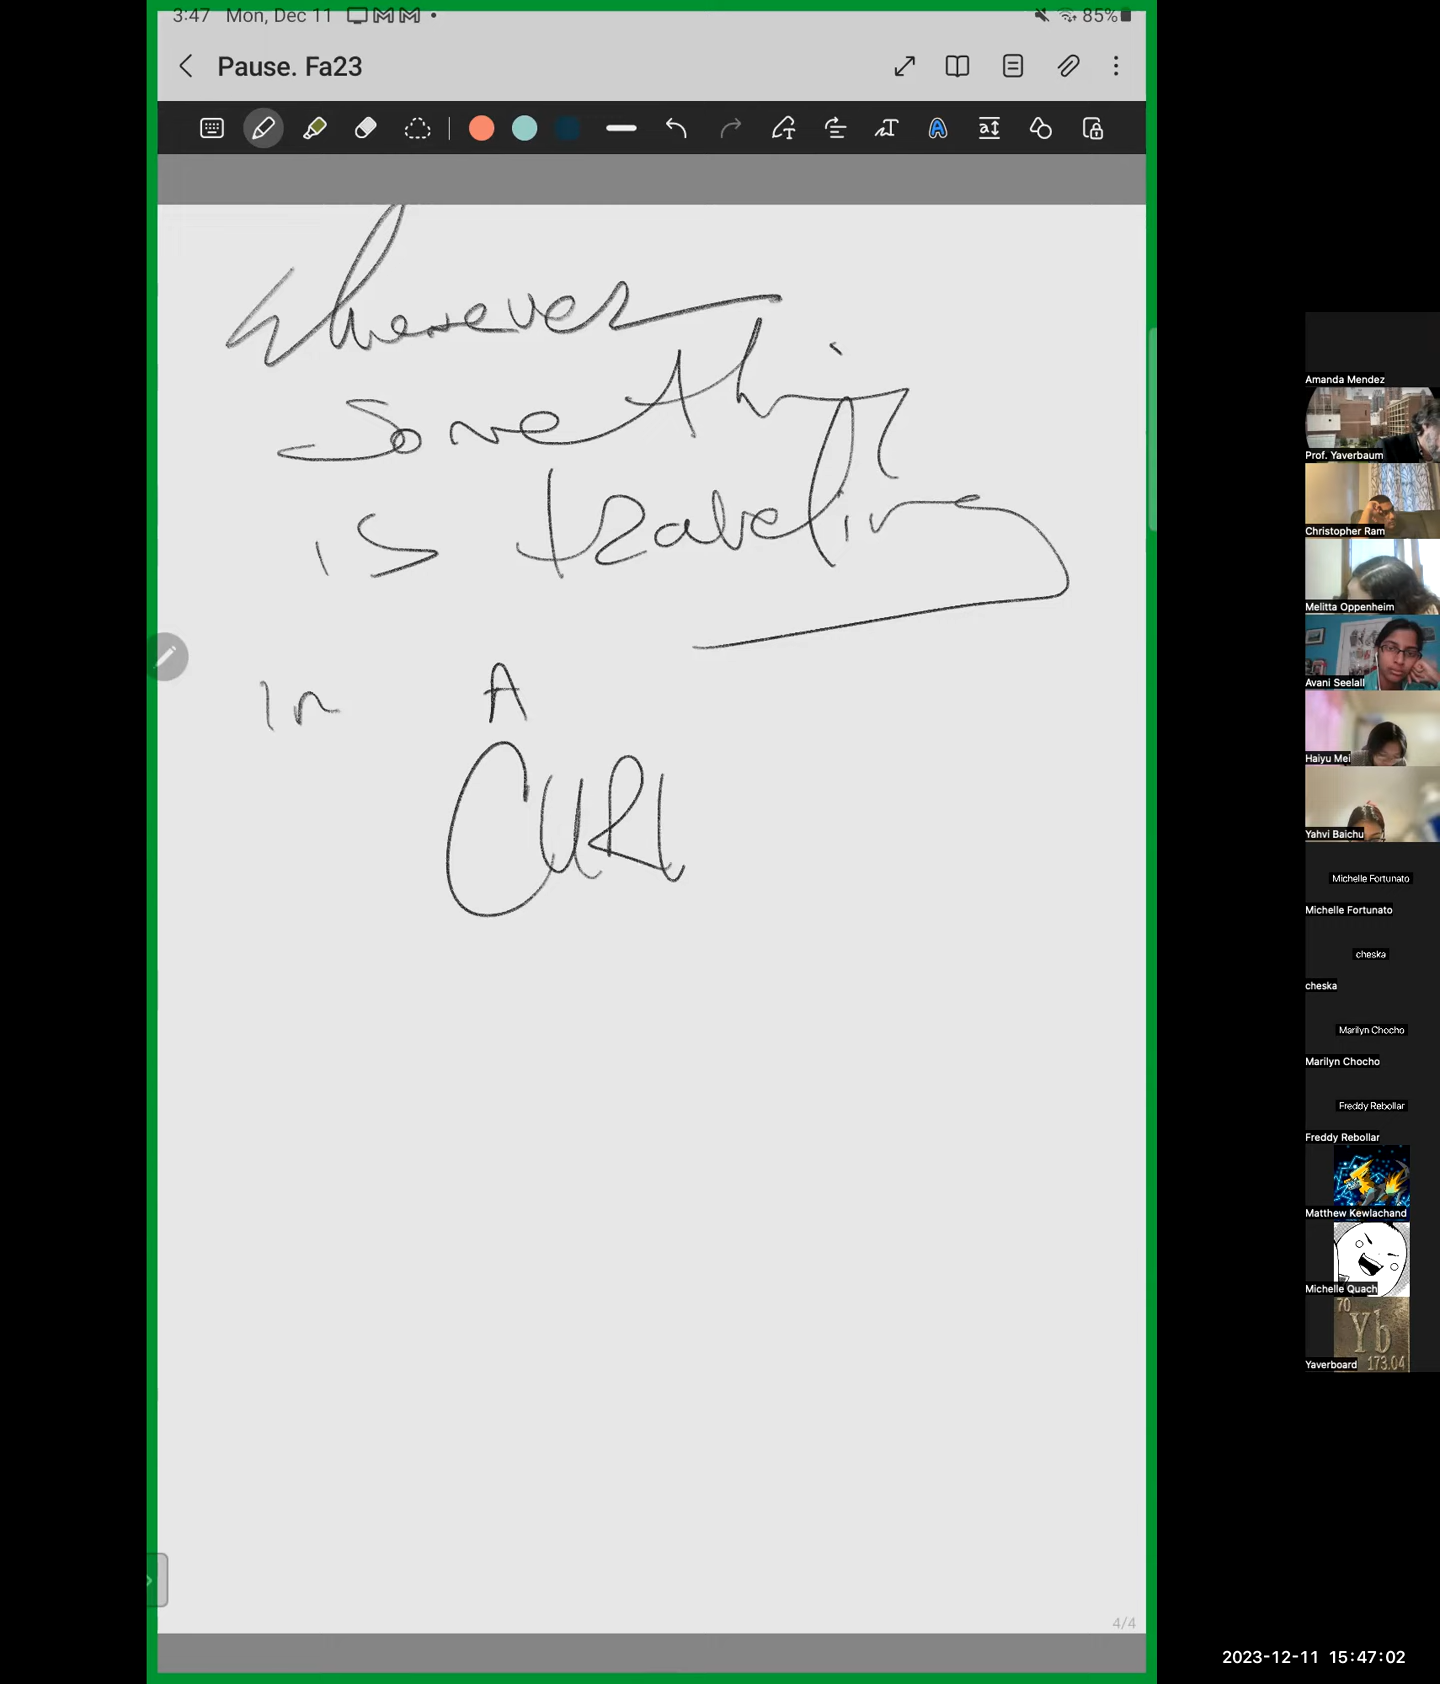 3:47 Mon, Dec 11
85%
Pause. Fa23
Wherever
Something
is traveling
In A
CURL
4/4
Amanda Mendez
Prof. Yaverbaum
Christopher Ram
Melitta Oppenheim
Avani Seelall
Haiyu Mei
Yahvi Baichu
Michelle Fortunato
Michelle Fortunato
cheska
cheska
Marilyn Chocho
Marilyn Chocho
Freddy Rebollar
Freddy Rebollar
Matthew Kewlachand
Michelle Quach
70
Yb
173.04
Yaverboard
2023-12-11 15:47:02